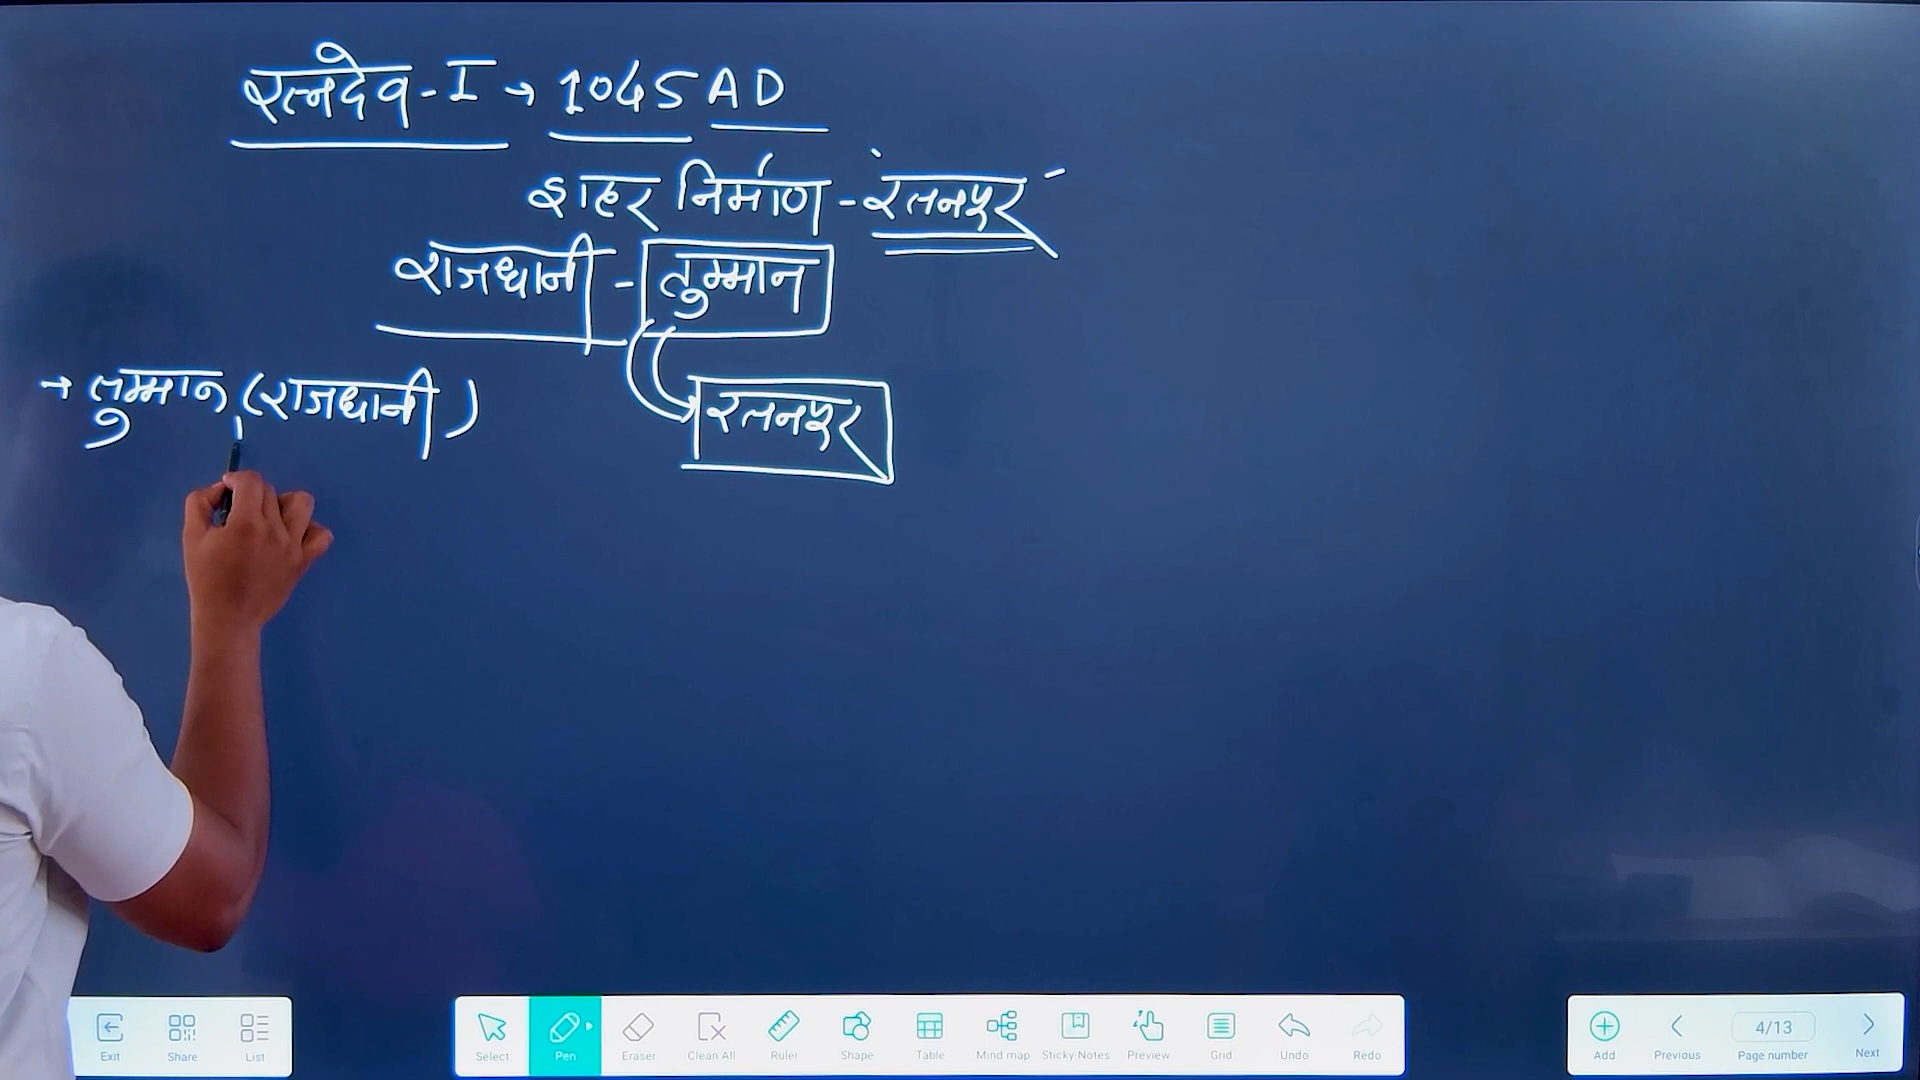 रत्नदेव - I → 1045 AD
शहर निर्माण - रतनपुर
राजधानी - तुम्मान
→ तुम्मान (राजधानी)
रतनपुर
Exit Share List
Select Pen Eraser Clean All Ruler Shape Table Mind map Sticky Notes Preview Grid Undo Redo
Add Previous 4/13 Page number Next